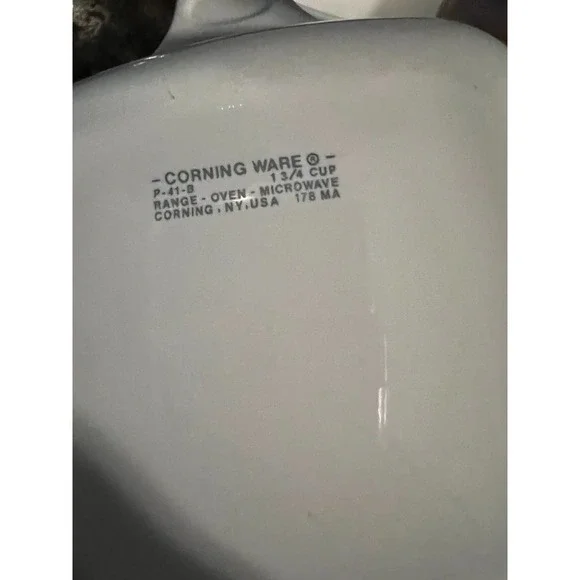 - CORNING WARE ® -
P-41-B 1 3/4 CUP
RANGE - OVEN - MICROWAVE
CORNING , NY, USA 178 MA